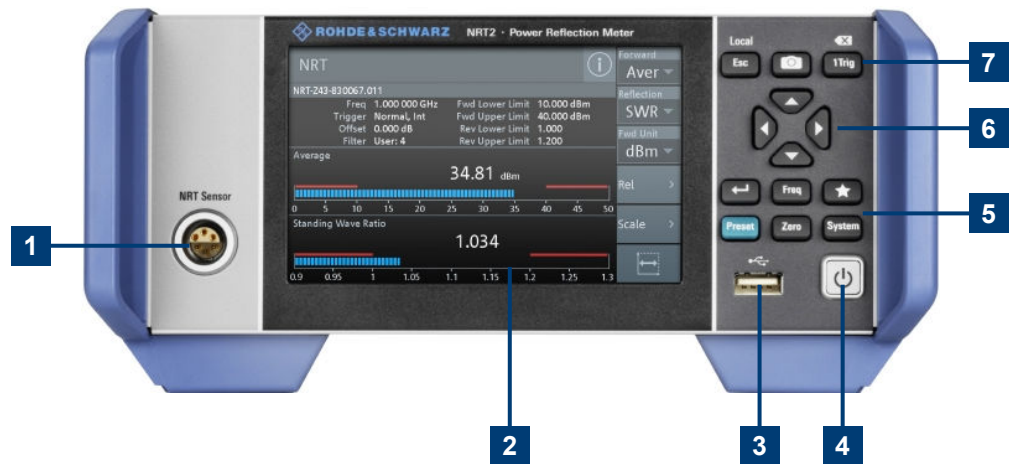 ROHDE & SCHWARZ NRT2 · Power Reflection Meter
NRT
i
Forward
Aver
NRT-Z43-830067.011
Freq 1.000 000 GHz Fwd Lower Limit 10.000 dBm
Trigger Normal, Int Fwd Upper Limit 40.000 dBm
Offset 0.000 dB Rev Lower Limit 1.000
Filter User: 4 Rev Upper Limit 1.200
Reflection
SWR
Fwd Unit
dBm
Average
34.81 dBm
0 5 10 15 20 25 30 35 40 45 50
Rel >
Standing Wave Ratio
1.034
0.9 0.95 1 1.05 1.1 1.15 1.2 1.25 1.3
Scale >
NRT Sensor
Local
Esc
1Trig
Freq
Preset
Zero
System
1
2
3
4
5
6
7